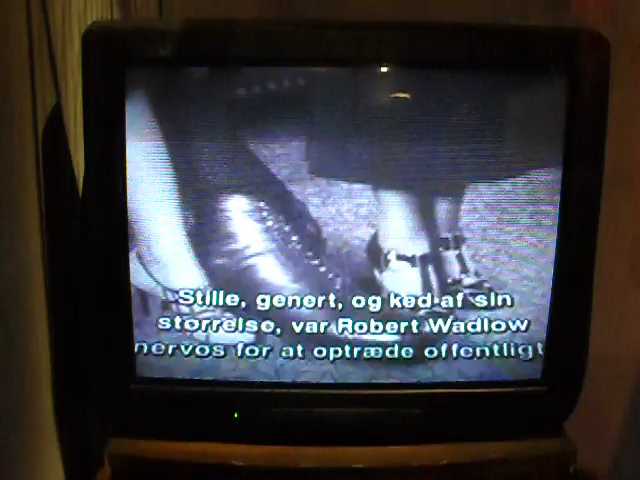 Stille, genert, og ked af sin
størrelse, var Robert Wadlow
nervøs for at optræde offentligt